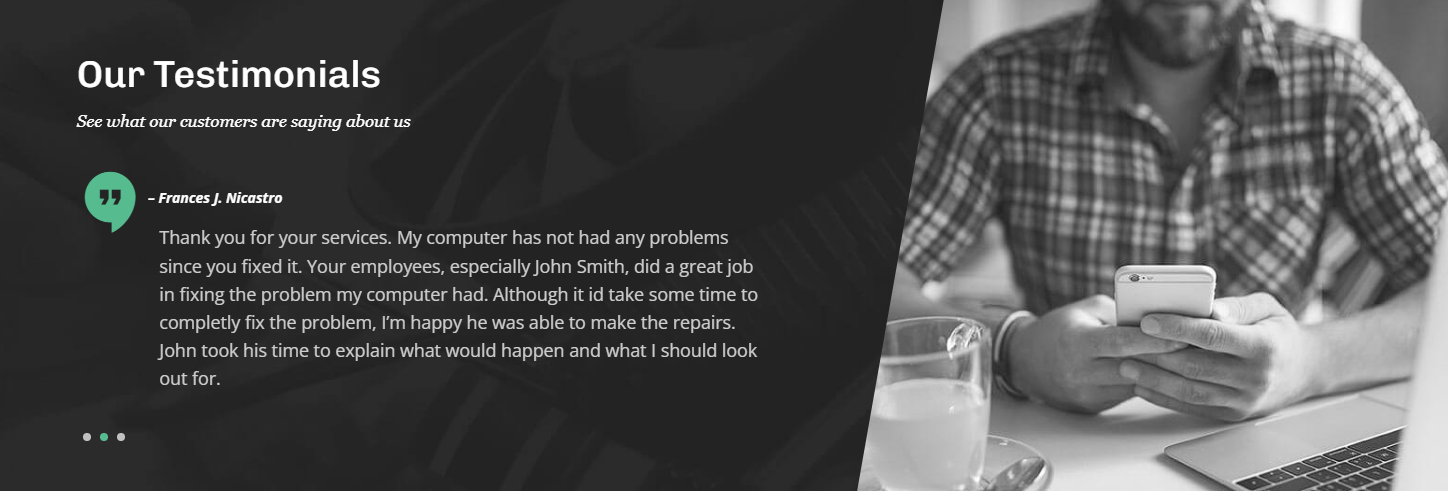 Our Testimonials
See what our customers are saying about us
– Frances J. Nicastro
Thank you for your services. My computer has not had any problems
since you fixed it. Your employees, especially John Smith, did a great job
in fixing the problem my computer had. Although it id take some time to
completly fix the problem, I’m happy he was able to make the repairs.
John took his time to explain what would happen and what I should look
out for.